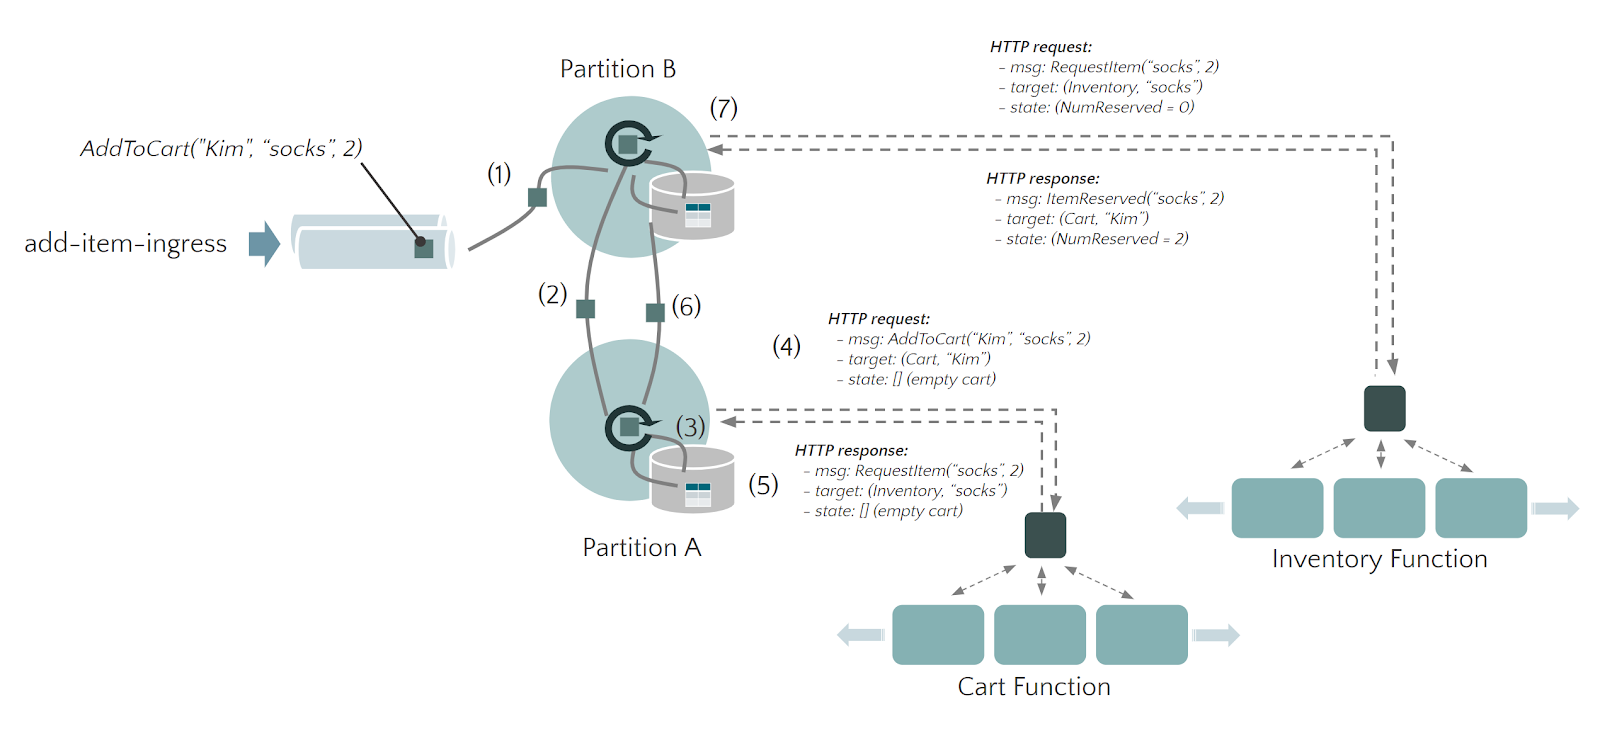 Partition B
(7)
HTTP request:
- msg: RequestItem(“socks”, 2)
- target: (Inventory, “socks”)
- state: (NumReserved = 0)
AddToCart("Kim", “socks”, 2)
(1)
HTTP response:
- msg: ItemReserved(“socks”, 2)
- target: (Cart, “Kim”)
- state: (NumReserved = 2)
add-item-ingress
(2)
(6)
(4)
HTTP request:
- msg: AddToCart(“Kim”, “socks”, 2)
- target: (Cart, “Kim”)
- state: [] (empty cart)
(3)
(5)
HTTP response:
- msg: RequestItem(“socks”, 2)
- target: (Inventory, “socks”)
- state: [] (empty cart)
Partition A
Inventory Function
Cart Function